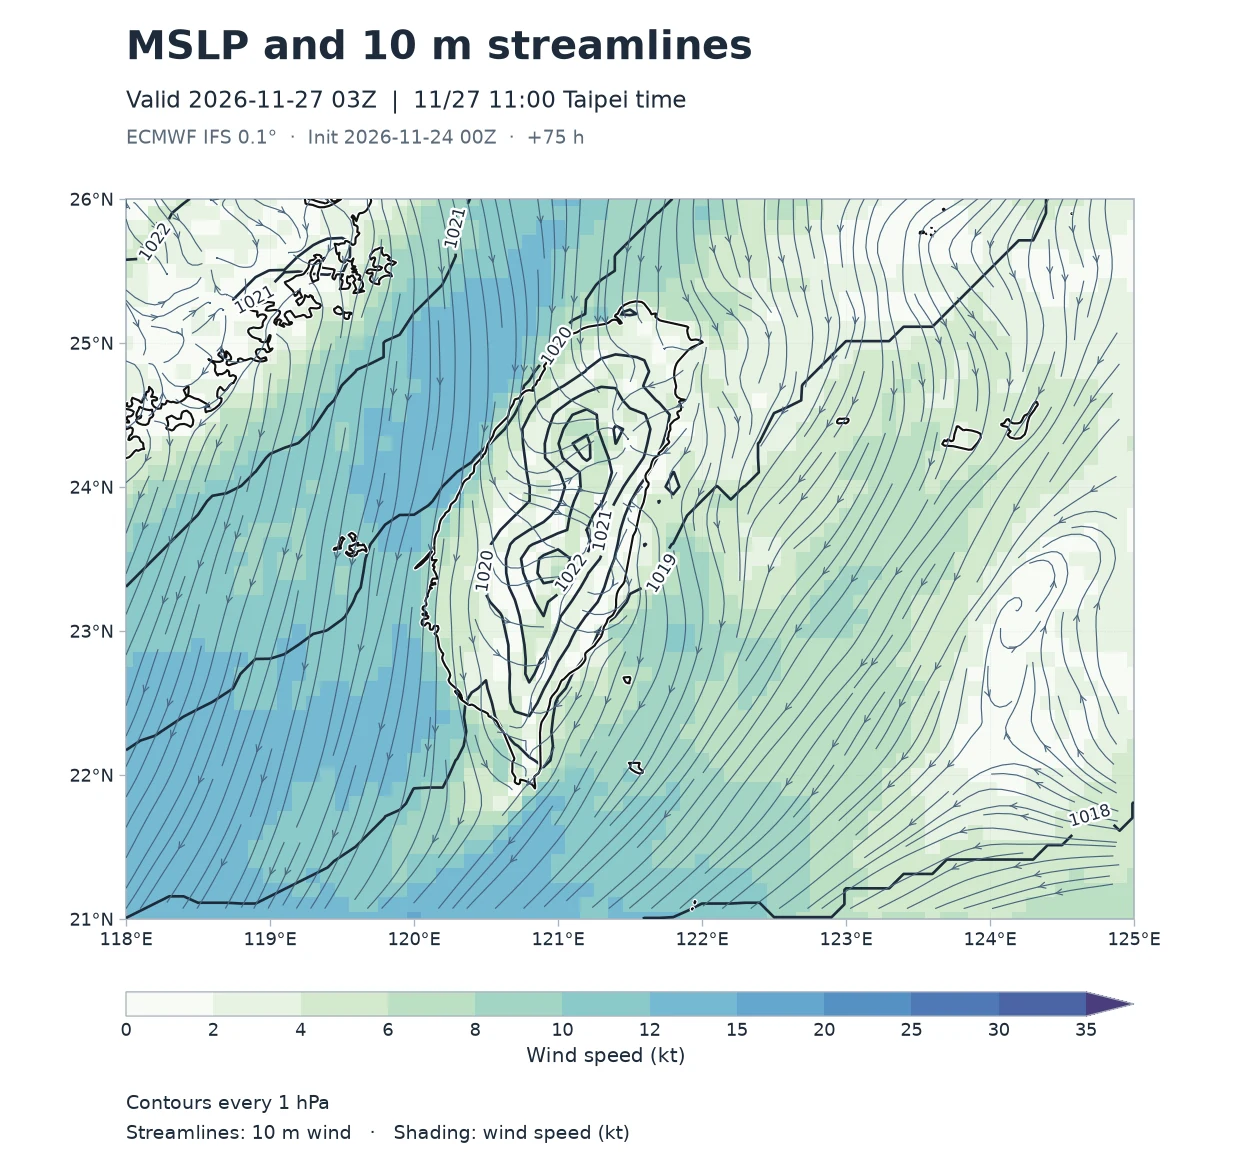 MSLP and 10 m streamlines
Valid 2026-11-27 03Z | 11/27 11:00 Taipei time
ECMWF IFS 0.1° · Init 2026-11-24 00Z · +75 h
26°N
25°N
24°N
23°N
22°N
21°N
1022
1021
1021
1020
1021
1020
1022
1019
1018
118°E 119°E 120°E 121°E 122°E 123°E 124°E 125°E
0 2 4 6 8 10 12 15 20 25 30 35
Wind speed (kt)
Contours every 1 hPa
Streamlines: 10 m wind · Shading: wind speed (kt)